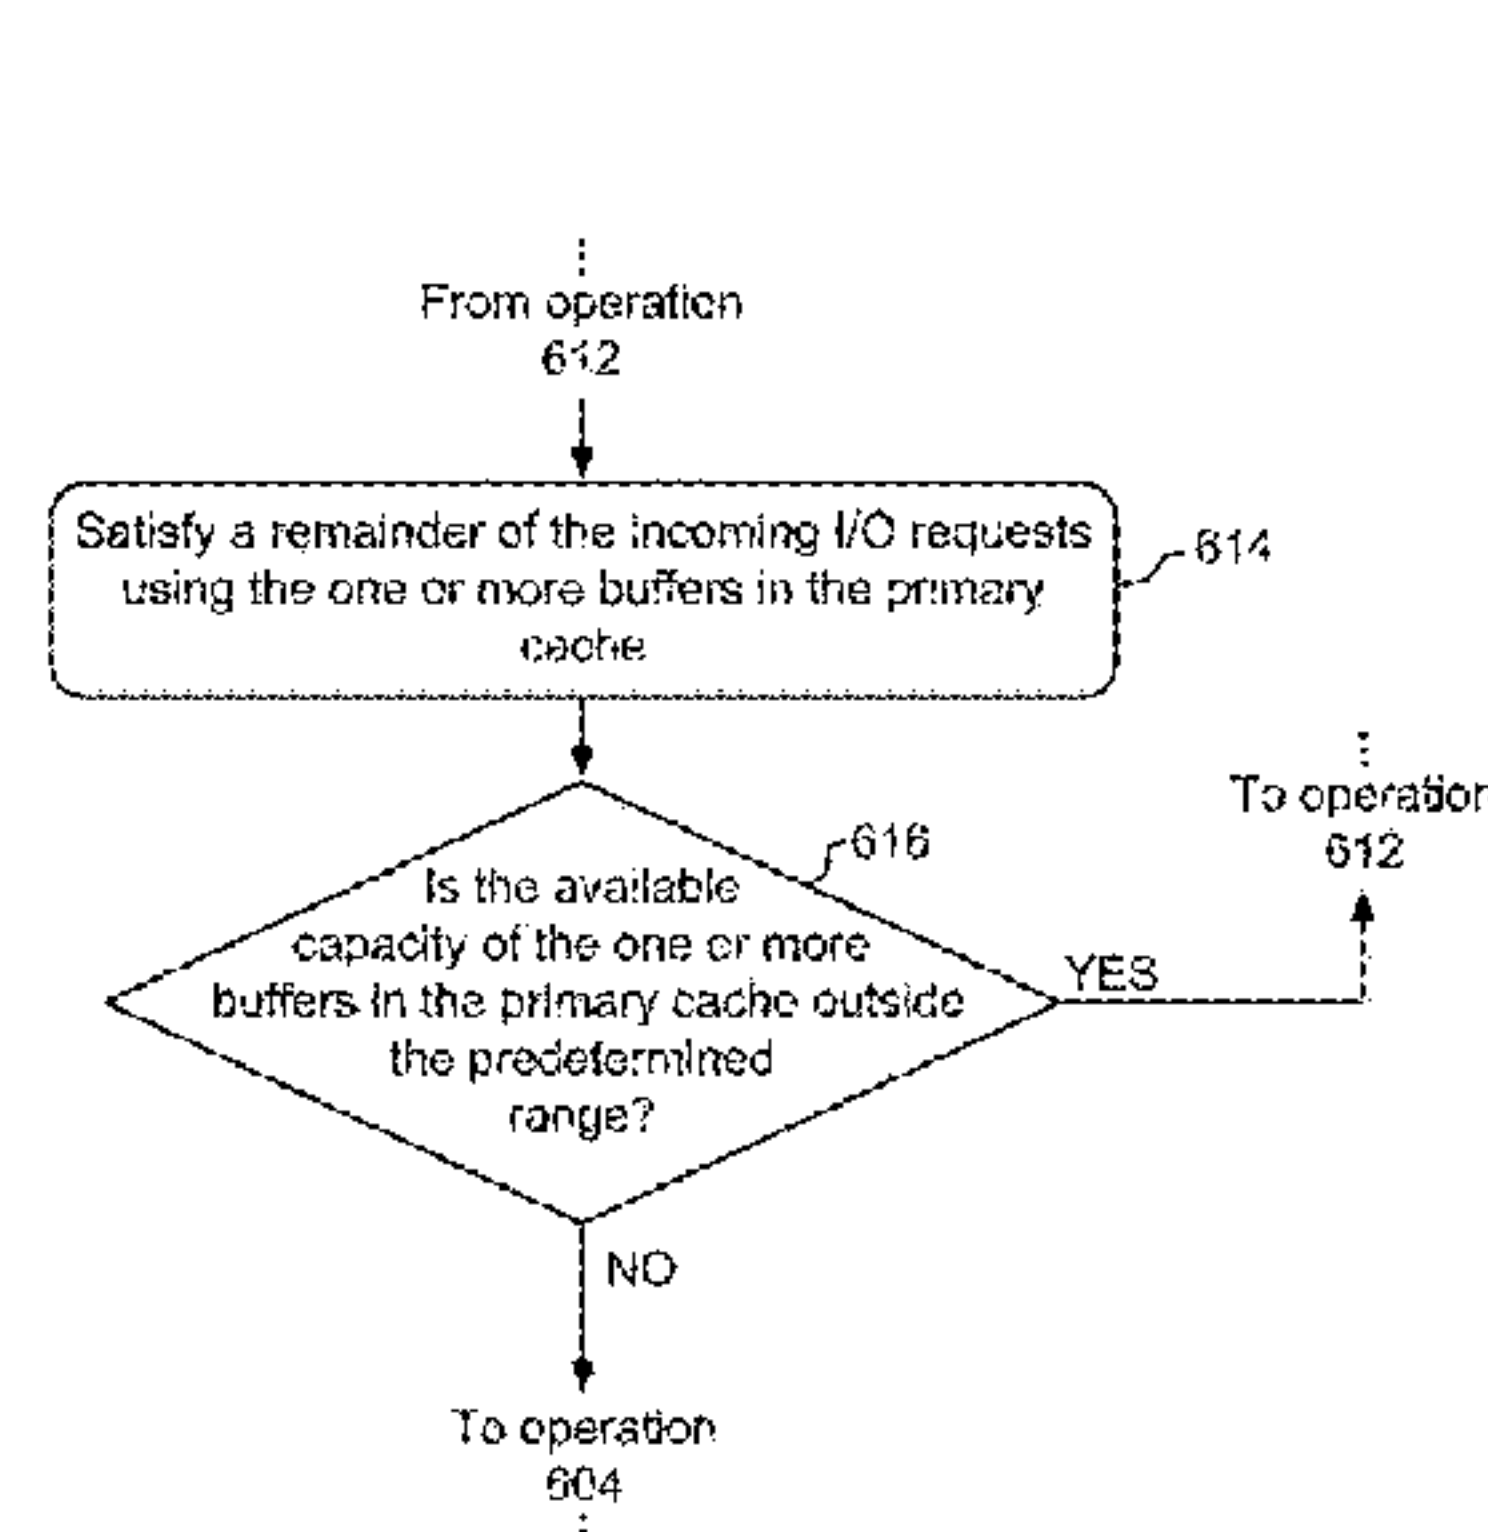 From operation
612
Satisfy a remainder of the incoming I/O requests
using the one or more buffers in the primary
cache
614
To operation
612
616
Is the available
capacity of the one or more
buffers in the primary cache outside
the predetermined
range?
YES
NO
To operation
604